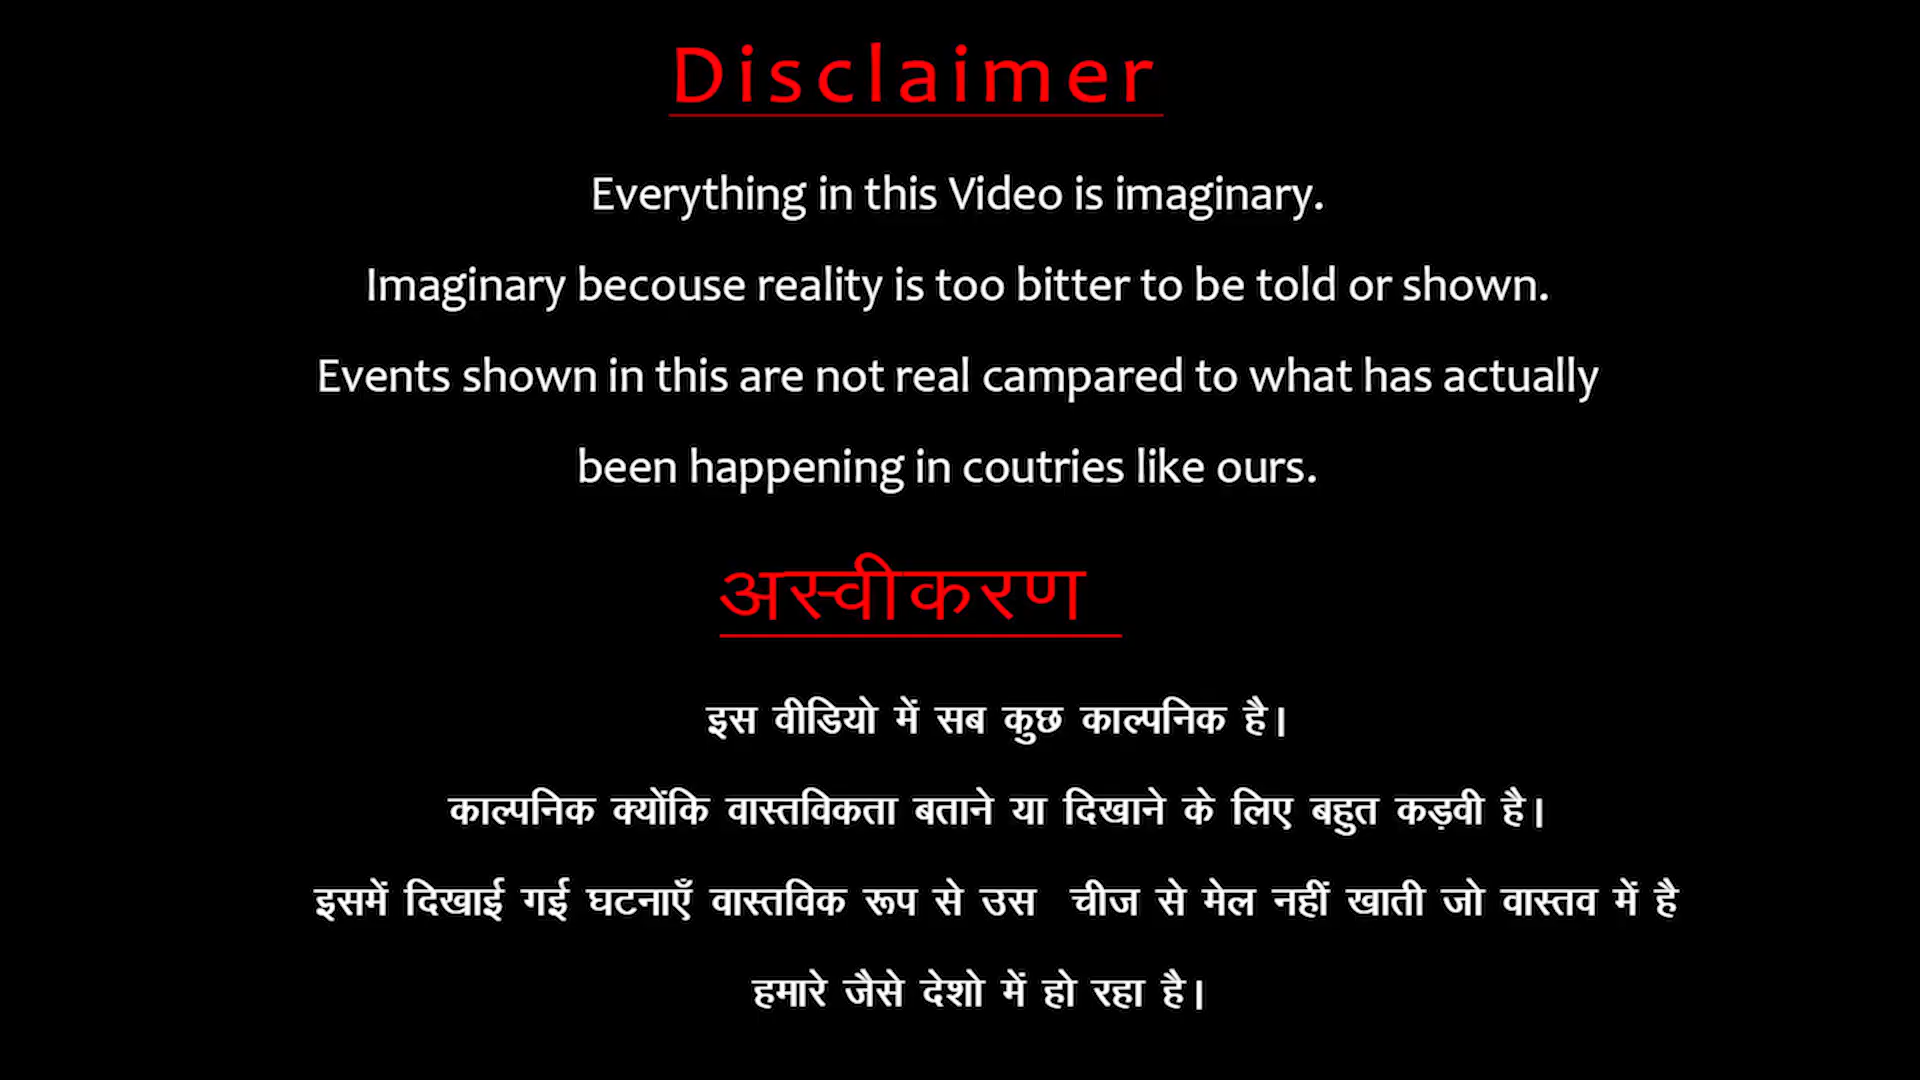 Disclaimer
Everything in this Video is imaginary.
Imaginary becouse reality is too bitter to be told or shown.
Events shown in this are not real campared to what has actually
been happening in coutries like ours.
अस्वीकरण
इस वीडियो में सब कुछ काल्पनिक है।
काल्पनिक क्योंकि वास्तविकता बताने या दिखाने के लिए बहुत कड़वी है।
इसमें दिखाई गई घटनाएँ वास्तविक रूप से उस चीज से मेल नहीं खाती जो वास्तव में है
हमारे जैसे देशो में हो रहा है।